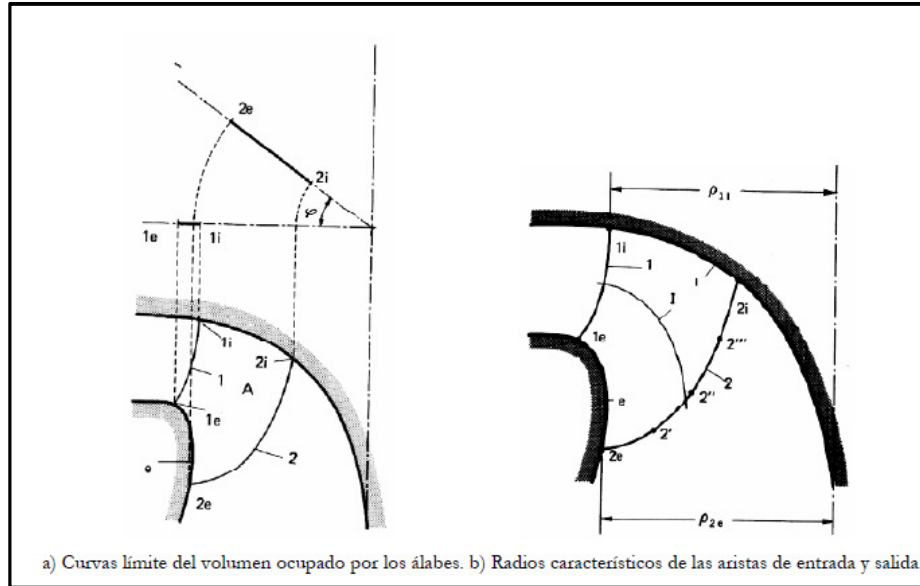 2e
2i
φ
1e
1i
1i
2i
1
A
1e
2
e
2e
ρ1i
1i
1
i
I
2i
1e
2'''
2
e
2''
2'
2e
ρ2e
a) Curvas límite del volumen ocupado por los álabes. b) Radios característicos de las aristas de entrada y salida